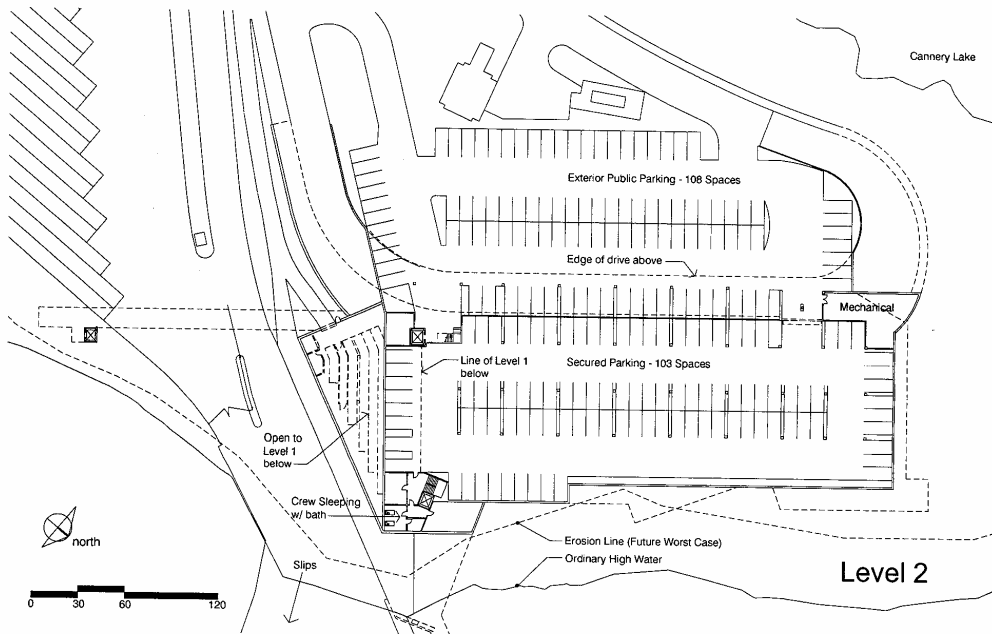 Cannery Lake
Exterior Public Parking - 108 Spaces
Edge of drive above
Mechanical
Line of Level 1
below
Secured Parking - 103 Spaces
Open to
Level 1
below
Crew Sleeping
w/ bath
north
Erosion Line (Future Worst Case)
Ordinary High Water
Slips
Level 2
0 30 60 120